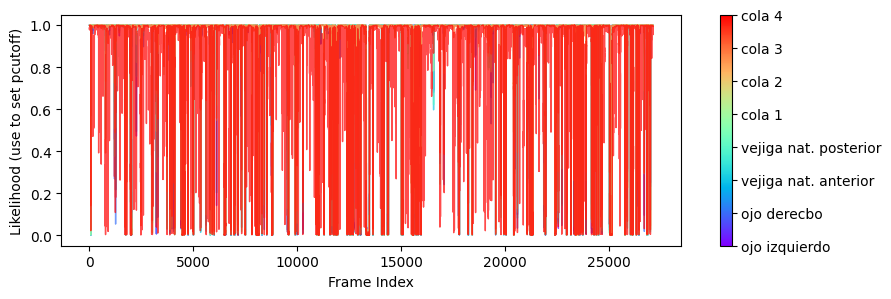 Likelihood (use to set pcutoff)
1.0
0.8
0.6
0.4
0.2
0.0
0
5000
10000
15000
20000
25000
Frame Index
cola 4
cola 3
cola 2
cola 1
vejiga nat. posterior
vejiga nat. anterior
ojo derecbo
ojo izquierdo